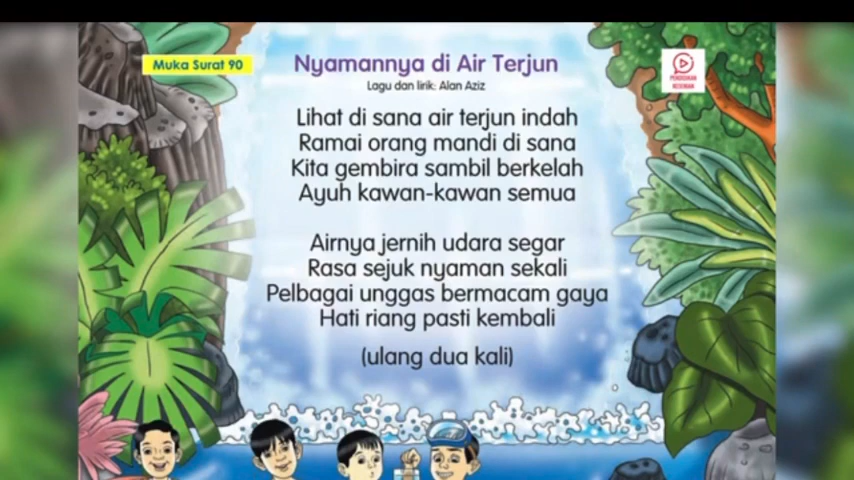 Muka Surat 90
Nyamannya di Air Terjun
Lagu dan lirik: Alan Aziz
Lihat di sana air terjun indah
Ramai orang mandi di sana
Kita gembira sambil berkelah
Ayuh kawan-kawan semua
Airnya jernih udara segar
Rasa sejuk nyaman sekali
Pelbagai unggas bermacam gaya
Hati riang pasti kembali
(ulang dua kali)
PENDIDIKAN
KESENIAN